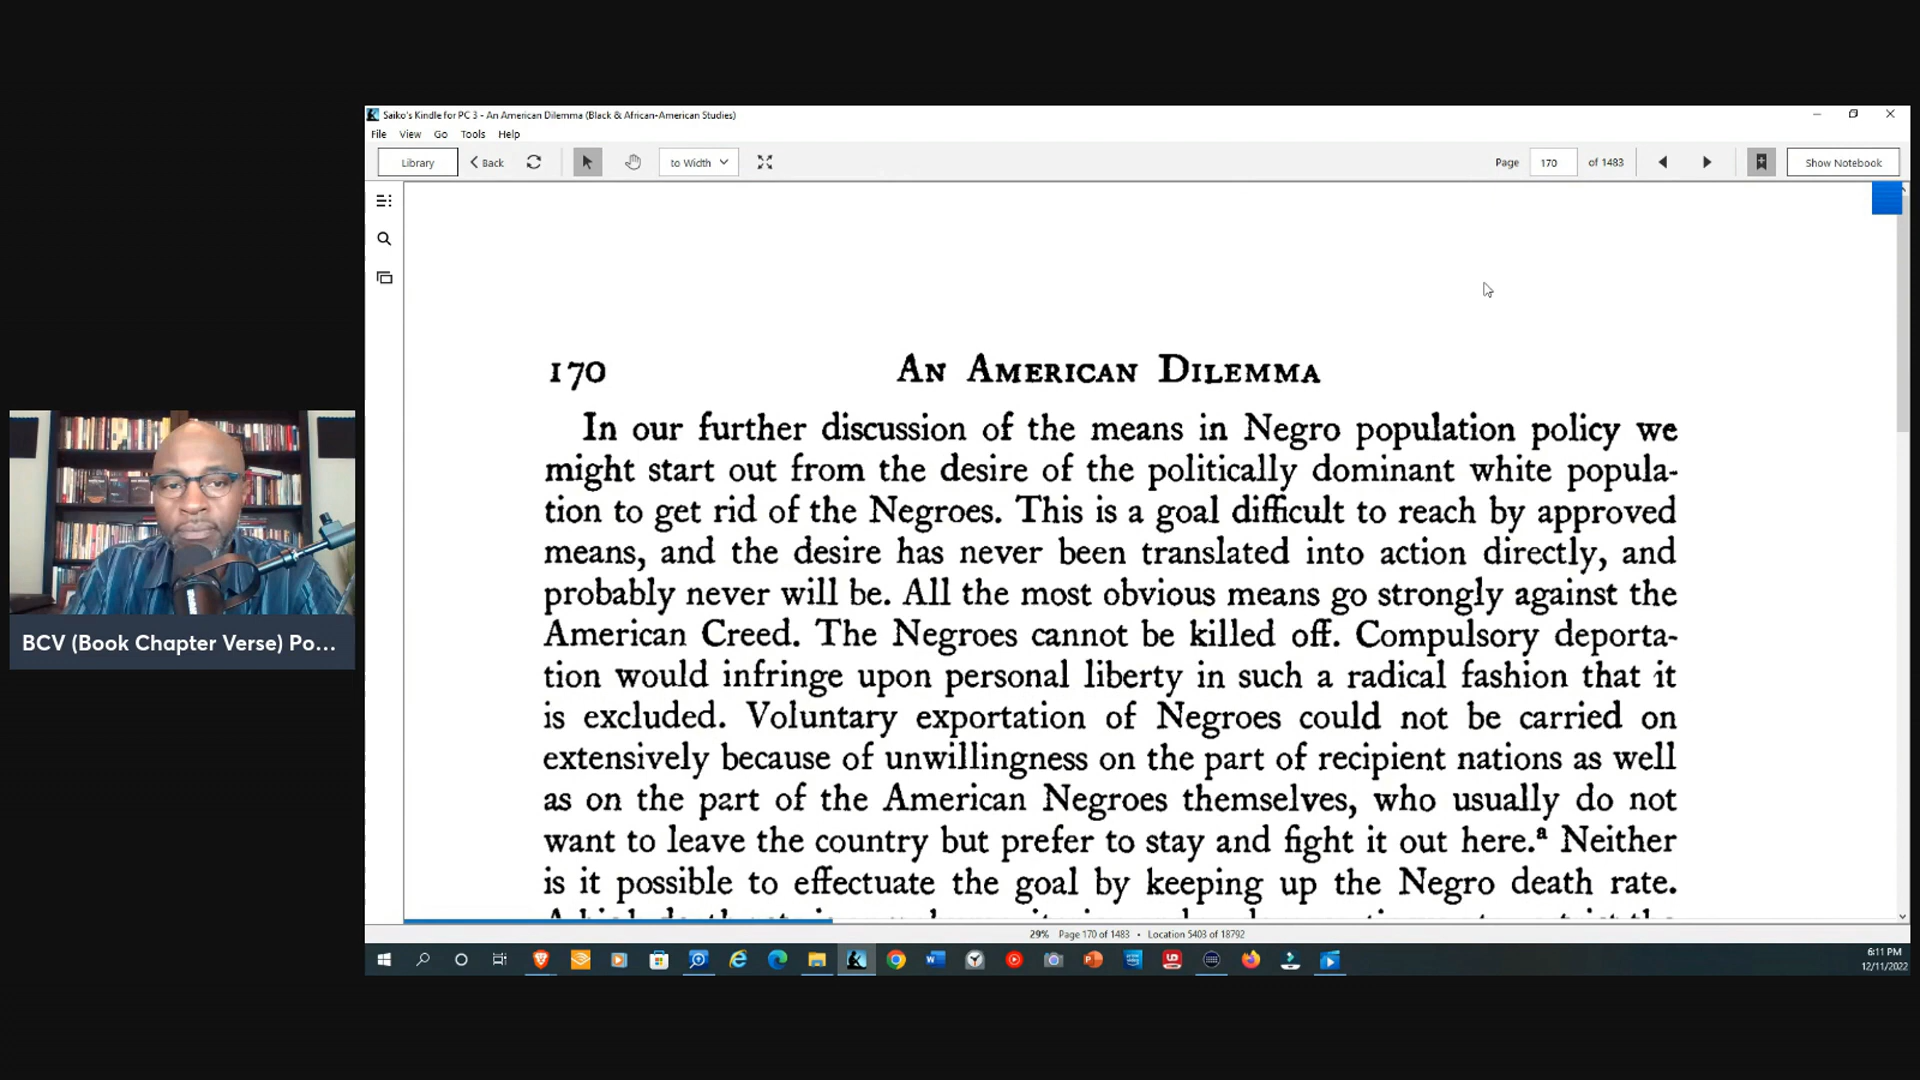 Saiko's Kindle for PC 3 - An American Dilemma (Black & African-American Studies)
File View Go Tools Help
Library Back to Width Page 170 of 1483 Show Notebook
170 AN AMERICAN DILEMMA
In our further discussion of the means in Negro population policy we
might start out from the desire of the politically dominant white popula-
tion to get rid of the Negroes. This is a goal difficult to reach by approved
means, and the desire has never been translated into action directly, and
probably never will be. All the most obvious means go strongly against the
American Creed. The Negroes cannot be killed off. Compulsory deporta-
tion would infringe upon personal liberty in such a radical fashion that it
is excluded. Voluntary exportation of Negroes could not be carried on
extensively because of unwillingness on the part of recipient nations as well
as on the part of the American Negroes themselves, who usually do not
want to leave the country but prefer to stay and fight it out here.ª Neither
is it possible to effectuate the goal by keeping up the Negro death rate.
BCV (Book Chapter Verse) Po...
29% Page 170 of 1483 • Location 5403 of 18792
6:11 PM
12/11/2022